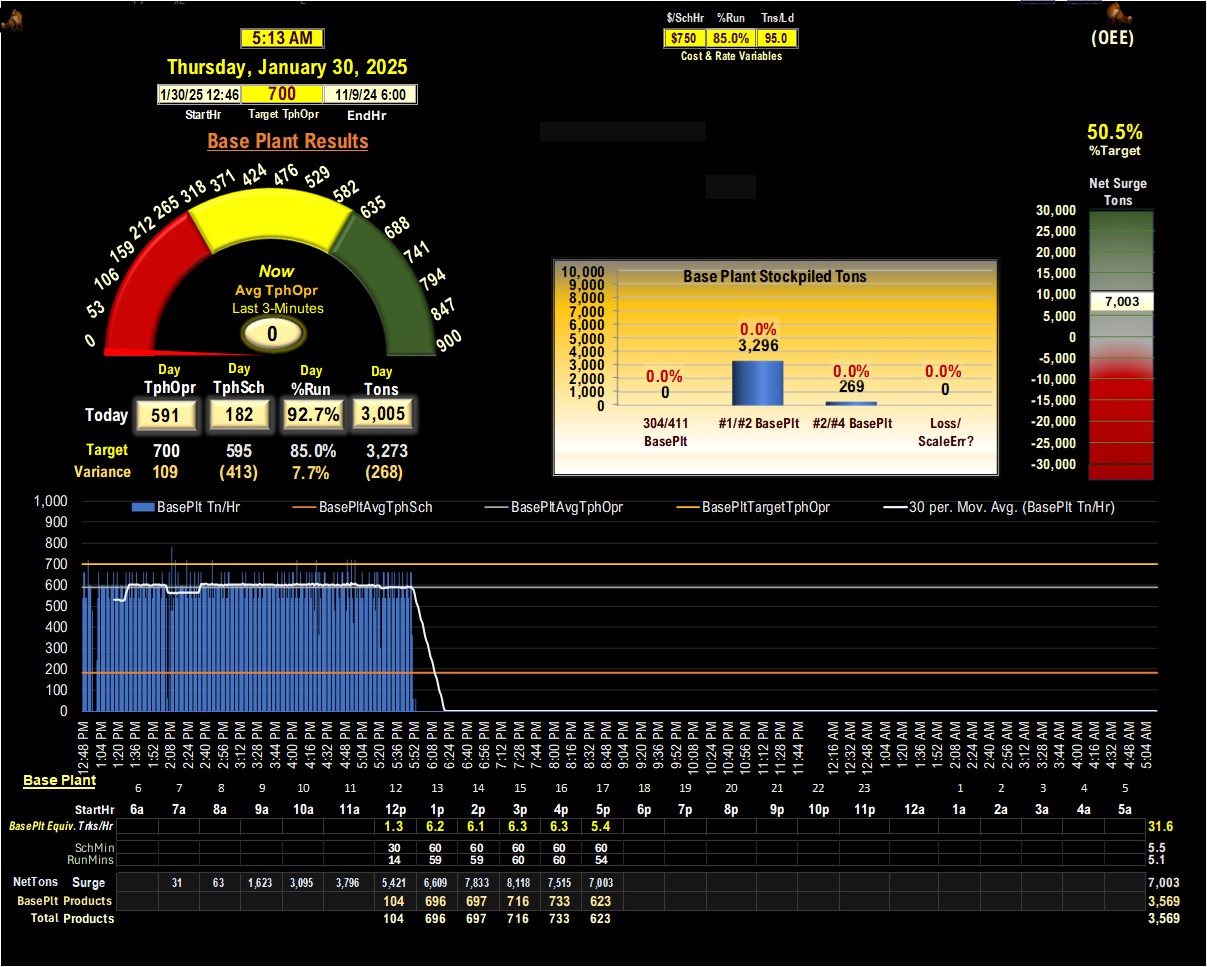 $/SchHr %Run Tns/Ld
5:13 AM
$750 85.0% 95.0
(OEE)
Cost & Rate Variables
Thursday, January 30, 2025
1/30/25 12:46 700 11/9/24 6:00
StartHr Target TphOpr EndHr
Base Plant Results
50.5%
%Target
Net Surge
Tons
0 53 106 159 212 265 318 371 424 476 529 582 635 688 741 794 847 900
Now
Avg TphOpr
Last 3-Minutes
0
30,000
25,000
20,000
15,000
10,000
5,000
0
-5,000
-10,000
-15,000
-20,000
-25,000
-30,000
7,003
Base Plant Stockpiled Tons
10,000
9,000
8,000
7,000
6,000
5,000
4,000
3,000
2,000
1,000
0
0.0% 0.0% 0.0% 0.0%
0 3,296 269 0
304/411 BasePlt
#1/#2 BasePlt
#2/#4 BasePlt
Loss/ ScaleErr?
Day Day Day Day
TphOpr TphSch %Run Tons
Today 591 182 92.7% 3,005
Target 700 595 85.0% 3,273
Variance 109 (413) 7.7% (268)
BasePlt Tn/Hr BasePltAvgTphSch BasePltAvgTphOpr BasePltTargetTphOpr 30 per. Mov. Avg. (BasePlt Tn/Hr)
1,000
900
800
700
600
500
400
300
200
100
0
12:48 PM 1:04 PM 1:20 PM 1:36 PM 1:52 PM 2:08 PM 2:24 PM 2:40 PM 2:56 PM 3:12 PM 3:28 PM 3:44 PM 4:00 PM 4:16 PM 4:32 PM 4:48 PM 5:04 PM 5:20 PM 5:36 PM 5:52 PM 6:08 PM 6:24 PM 6:40 PM 6:56 PM 7:12 PM 7:28 PM 7:44 PM 8:00 PM 8:16 PM 8:32 PM 8:48 PM 9:04 PM 9:20 PM 9:36 PM 9:52 PM 10:08 PM 10:24 PM 10:40 PM 10:56 PM 11:12 PM 11:28 PM 11:44 PM 12:16 AM 12:32 AM 12:48 AM 1:04 AM 1:20 AM 1:36 AM 1:52 AM 2:08 AM 2:24 AM 2:40 AM 2:56 AM 3:12 AM 3:28 AM 3:44 AM 4:00 AM 4:16 AM 4:32 AM 4:48 AM 5:04 AM
Base Plant
6 7 8 9 10 11 12 13 14 15 16 17 18 19 20 21 22 23 1 2 3 4 5
StartHr 6a 7a 8a 9a 10a 11a 12p 1p 2p 3p 4p 5p 6p 7p 8p 9p 10p 11p 12a 1a 2a 3a 4a 5a
BasePlt Equiv. Trks/Hr 1.3 6.2 6.1 6.3 6.3 5.4 31.6
SchMin 30 60 60 60 60 60 5.5
RunMins 14 59 59 60 60 54 5.1
NetTons Surge 31 63 1,623 3,095 3,796 5,421 6,609 7,833 8,118 7,515 7,003 7,003
BasePlt Products 104 696 697 716 733 623 3,569
Total Products 104 696 697 716 733 623 3,569